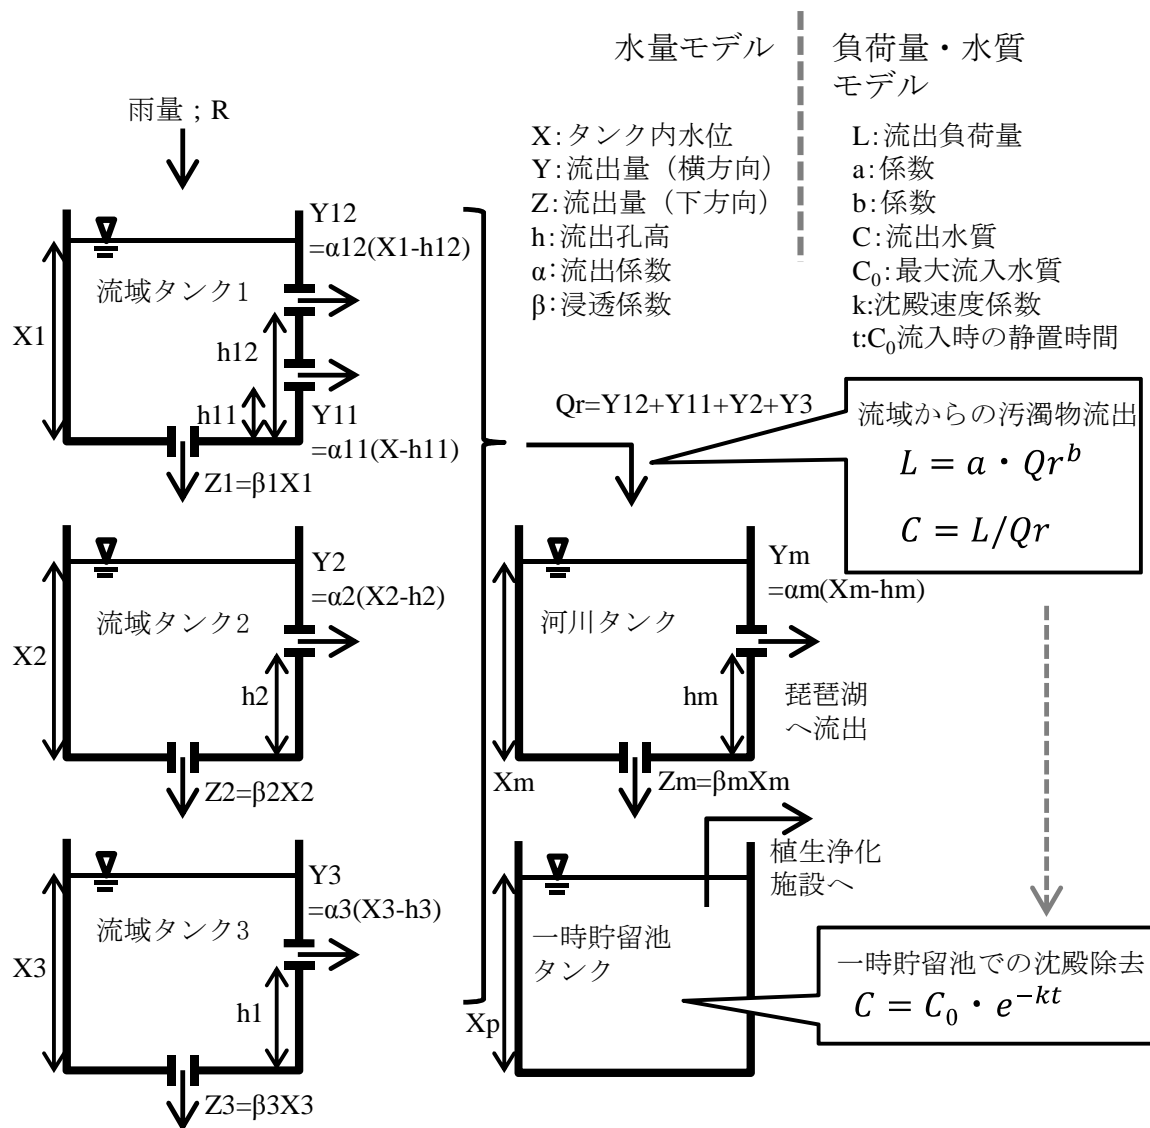 水量モデル
負荷量・水質
モデル
雨量；R
X:タンク内水位
Y:流出量（横方向）
Z:流出量（下方向）
h:流出孔高
α:流出係数
β:浸透係数
L:流出負荷量
a:係数
b:係数
C:流出水質
C₀:最大流入水質
k:沈殿速度係数
t:C₀流入時の静置時間
Y12
=α12(X1-h12)
流域タンク1
X1
h12
h11
Y11
=α11(X-h11)
Z1=β1X1
Qr=Y12+Y11+Y2+Y3
流域からの汚濁物流出
L = a・Qr^b
C = L/Qr
Y2
=α2(X2-h2)
流域タンク2
X2
h2
Z2=β2X2
Ym
=αm(Xm-hm)
河川タンク
hm
琵琶湖
へ流出
Xm
Zm=βmXm
Y3
=α3(X3-h3)
流域タンク3
X3
h1
Z3=β3X3
植生浄化
施設へ
一時貯留池
タンク
Xp
一時貯留池での沈殿除去
C = C₀・e^{-kt}